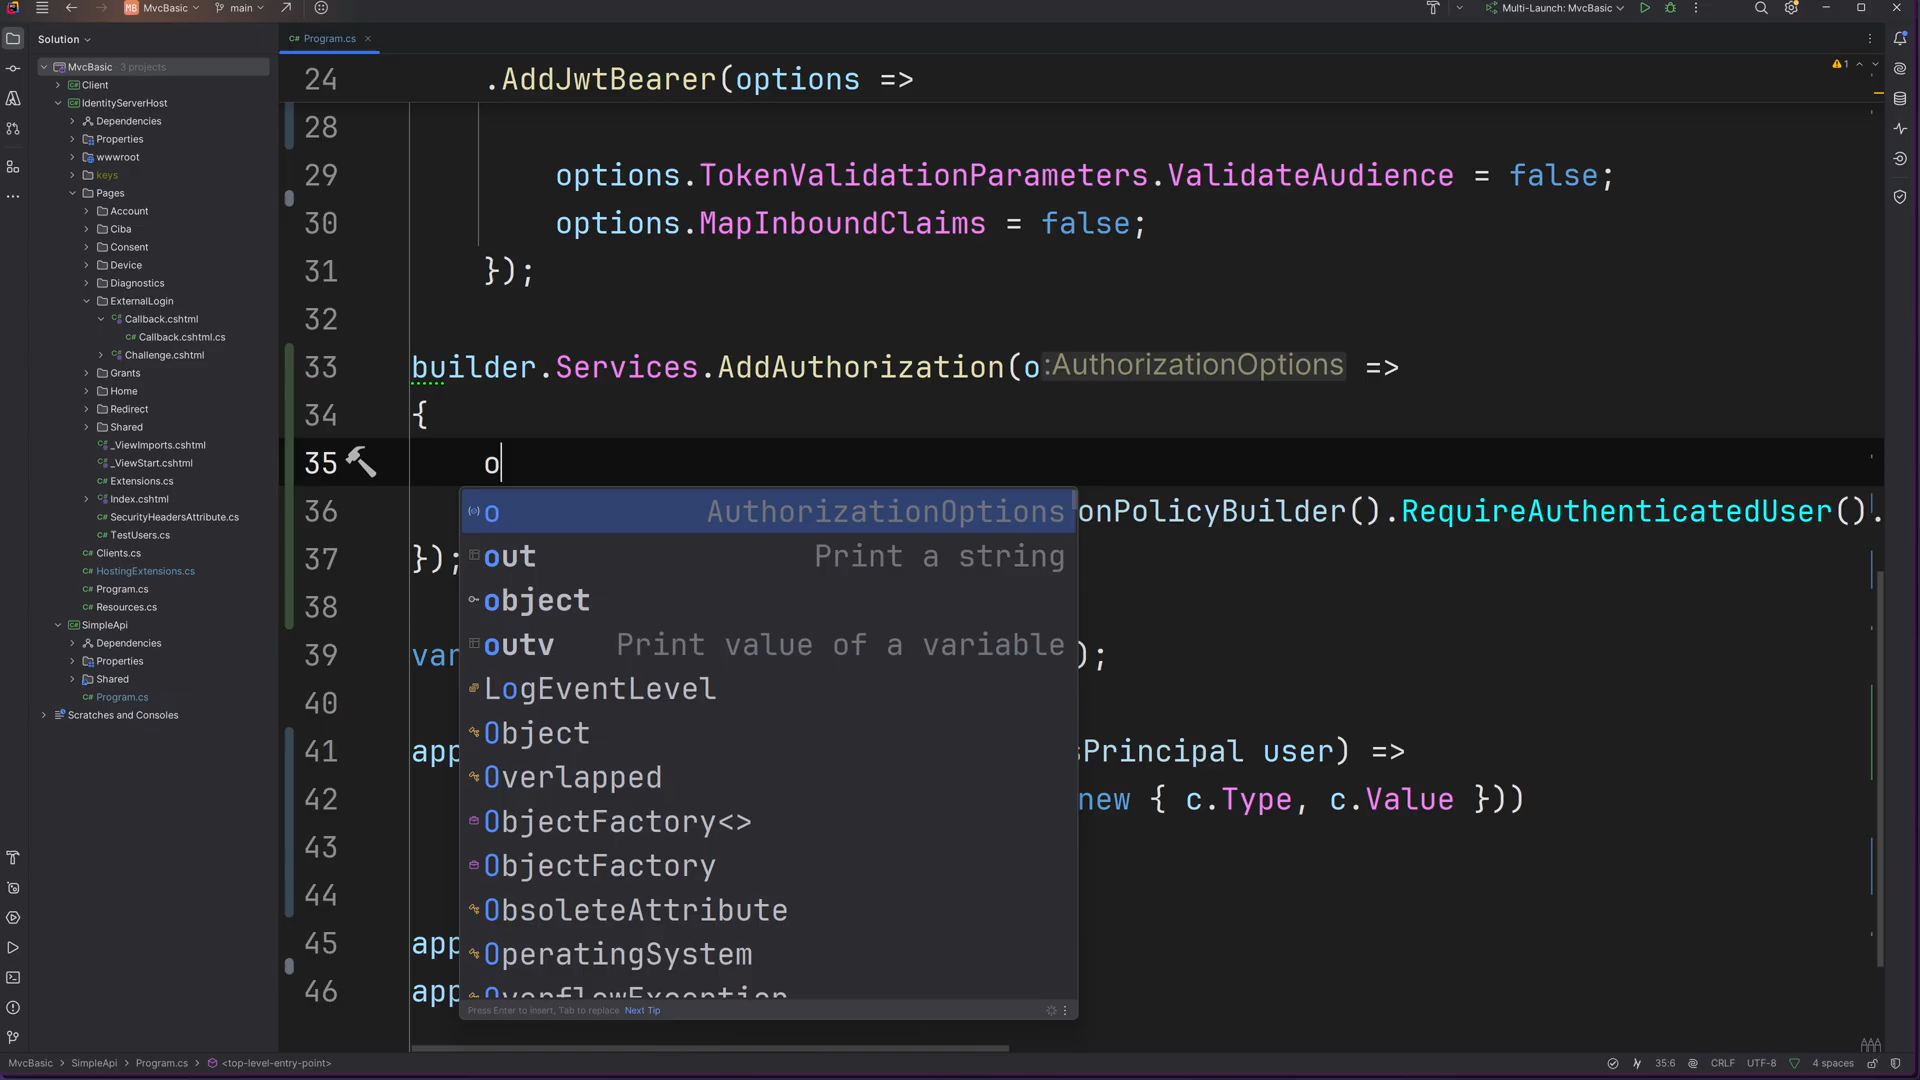 MB MvcBasic main Multi-Launch: MvcBasic
Solution
C# Program.cs
MvcBasic 3 projects
Client
IdentityServerHost
Dependencies
Properties
wwwroot
keys
Pages
Account
Ciba
Consent
Device
Diagnostics
ExternalLogin
Callback.cshtml
C# Callback.cshtml.cs
Challenge.cshtml
Grants
Home
Redirect
Shared
_ViewImports.cshtml
_ViewStart.cshtml
C# Extensions.cs
Index.cshtml
C# SecurityHeadersAttribute.cs
C# TestUsers.cs
C# Clients.cs
C# HostingExtensions.cs
C# Program.cs
C# Resources.cs
SimpleApi
Dependencies
Properties
Shared
C# Program.cs
Scratches and Consoles
24 .AddJwtBearer(options =>
1
28
29 options.TokenValidationParameters.ValidateAudience = false;
30 options.MapInboundClaims = false;
31 });
32
33 builder.Services.AddAuthorization(o :AuthorizationOptions =>
34 {
35 o
36 onPolicyBuilder().RequireAuthenticatedUser().
37 });
38
39 var );
40
41 app sPrincipal user) =>
42 new { c.Type, c.Value }))
43
44
45 app
46 app
o AuthorizationOptions
out Print a string
object
outv Print value of a variable
LogEventLevel
Object
Overlapped
ObjectFactory<>
ObjectFactory
ObsoleteAttribute
OperatingSystem
OverflowException
Press Enter to insert, Tab to replace Next Tip
MvcBasic > SimpleApi > Program.cs > <top-level-entry-point> 35:6 CRLF UTF-8 4 spaces